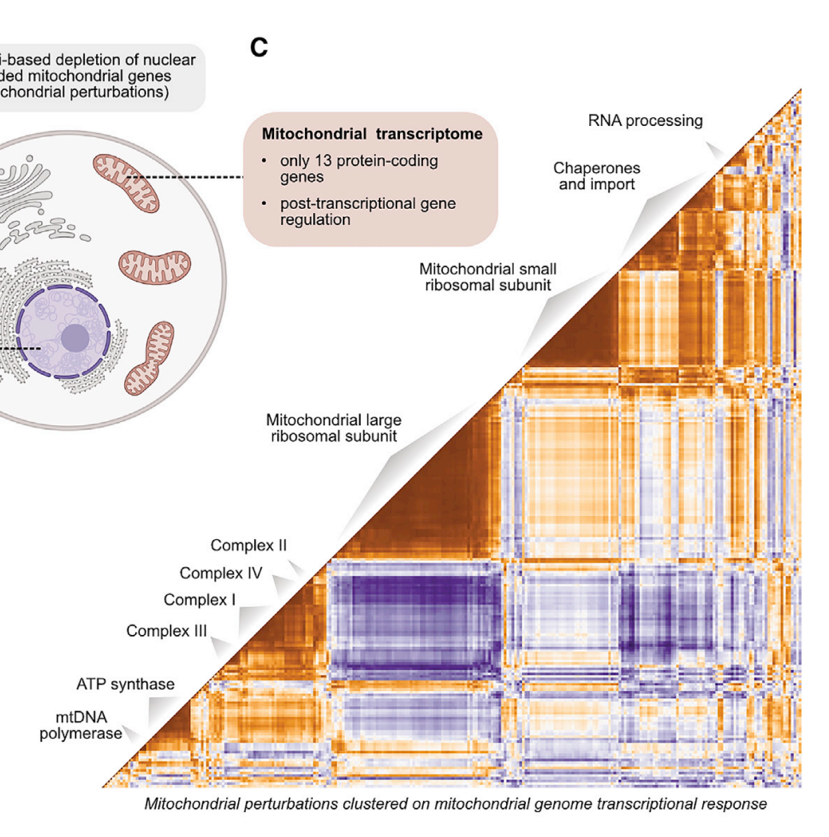 C
i-based depletion of nuclear
ded mitochondrial genes
chondrial perturbations)
Mitochondrial transcriptome
• only 13 protein-coding
genes
• post-transcriptional gene
regulation
RNA processing
Chaperones
and import
Mitochondrial small
ribosomal subunit
Mitochondrial large
ribosomal subunit
Complex II
Complex IV
Complex I
Complex III
ATP synthase
mtDNA
polymerase
Mitochondrial perturbations clustered on mitochondrial genome transcriptional response